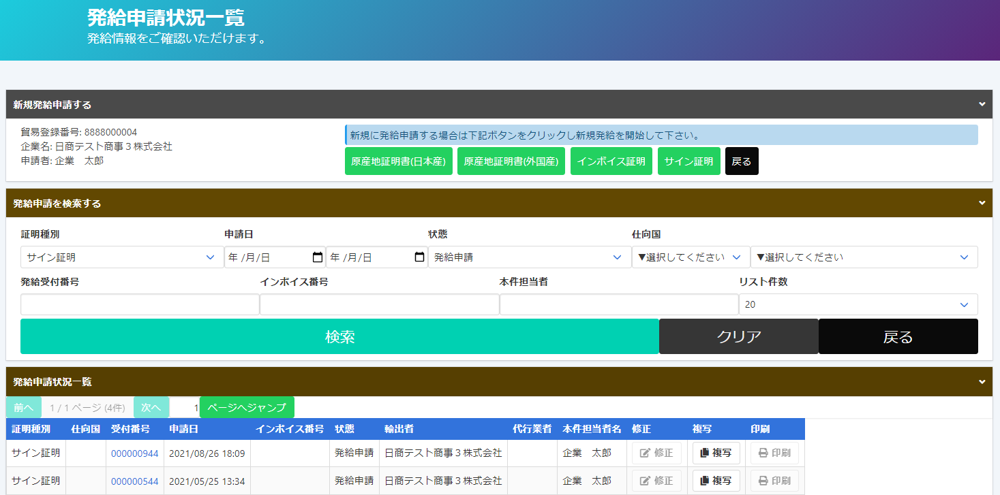 発給申請状況一覧
発給情報をご確認いただけます。
新規発給申請する
貿易登録番号: 8888000004
企業名: 日商テスト商事３株式会社
申請者: 企業　太郎
新規に発給申請する場合は下記ボタンをクリックし新規発給を開始して下さい。
原産地証明書(日本産) 原産地証明書(外国産) インボイス証明 サイン証明 戻る
発給申請を検索する
証明種別 申請日 状態 仕向国
サイン証明 年 /月/日 年 /月/日 発給申請 ▼選択してください ▼選択してください
発給受付番号 インボイス番号 本件担当者 リスト件数
20
検索 クリア 戻る
発給申請状況一覧
前へ 1 / 1 ページ (4件) 次へ 1 ページへジャンプ
証明種別 仕向国 受付番号 申請日 インボイス番号 状態 輸出者 代行業者 本件担当者名 修正 複写 印刷
サイン証明 000000944 2021/08/26 18:09 発給申請 日商テスト商事３株式会社 企業　太郎 修正 複写 印刷
サイン証明 000000544 2021/05/25 13:34 発給申請 日商テスト商事３株式会社 企業　太郎 修正 複写 印刷